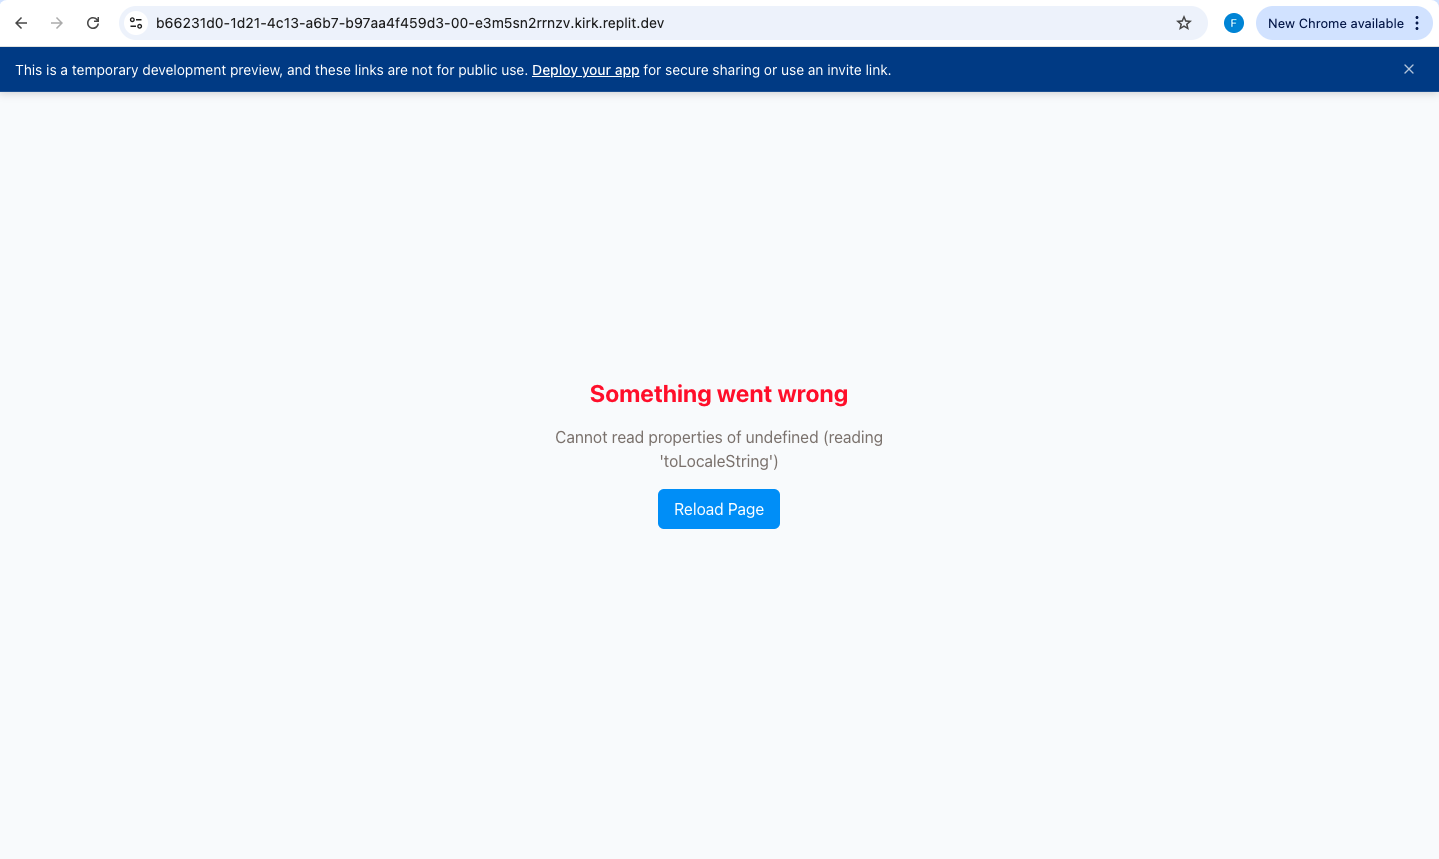 b66231d0-1d21-4c13-a6b7-b97aa4f459d3-00-e3m5sn2rrnzv.kirk.replit.dev
F
New Chrome available
This is a temporary development preview, and these links are not for public use. Deploy your app for secure sharing or use an invite link.
Something went wrong
Cannot read properties of undefined (reading
'toLocaleString')
Reload Page